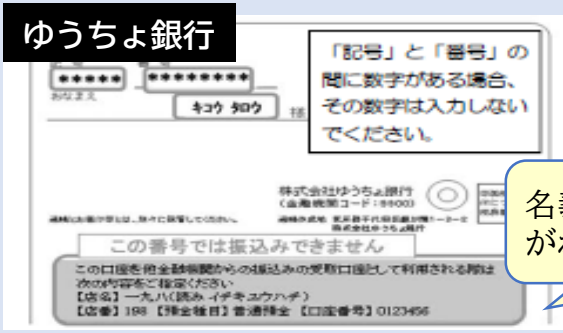 ゆうちょ銀行
「記号」と「番号」の
間に数字がある場合、
その数字は入力しない
でください。
***** ********
おなまえ
キコウ タロウ 様
株式会社ゆうちょ銀行
(金融機関コード:9900)
この番号では振込みできません
この口座を他金融機関からの振込みの受取口座として利用される際は
次の内容をご指定ください
【店名】一九八(読み イチキユウハチ)
【店番】198 【預金種目】普通預金 【口座番号】0123456